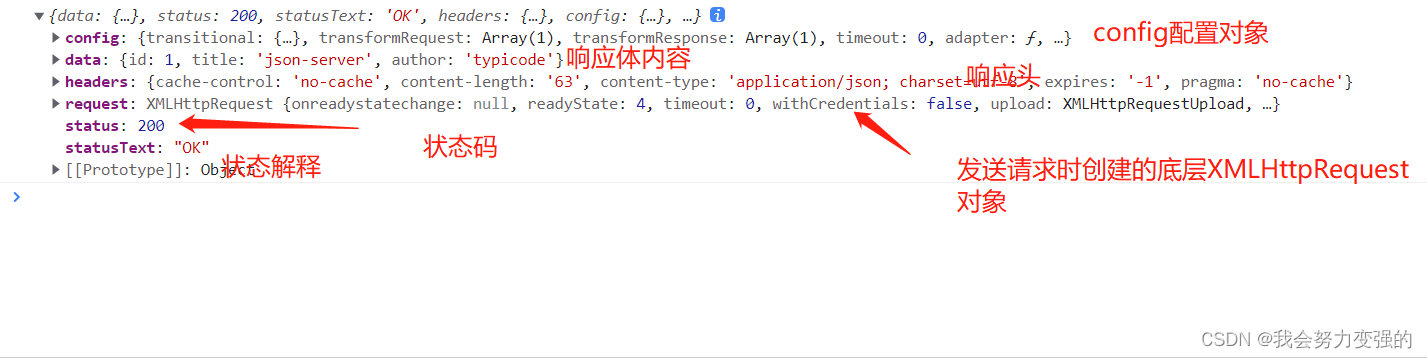 {data: {…}, status: 200, statusText: 'OK', headers: {…}, config: {…}, …}
config: {transitional: {…}, transformRequest: Array(1), transformResponse: Array(1), timeout: 0, adapter: ƒ, …}
config配置对象
data: {id: 1, title: 'json-server', author: 'typicode'}
响应体内容
headers: {cache-control: 'no-cache', content-length: '63', content-type: 'application/json; charset=utf-8', expires: '-1', pragma: 'no-cache'}
响应头
request: XMLHttpRequest {onreadystatechange: null, readyState: 4, timeout: 0, withCredentials: false, upload: XMLHttpRequestUpload, …}
status: 200
状态码
statusText: "OK"
状态解释
[[Prototype]]: Object
发送请求时创建的底层XMLHttpRequest
对象
CSDN @我会努力变强的